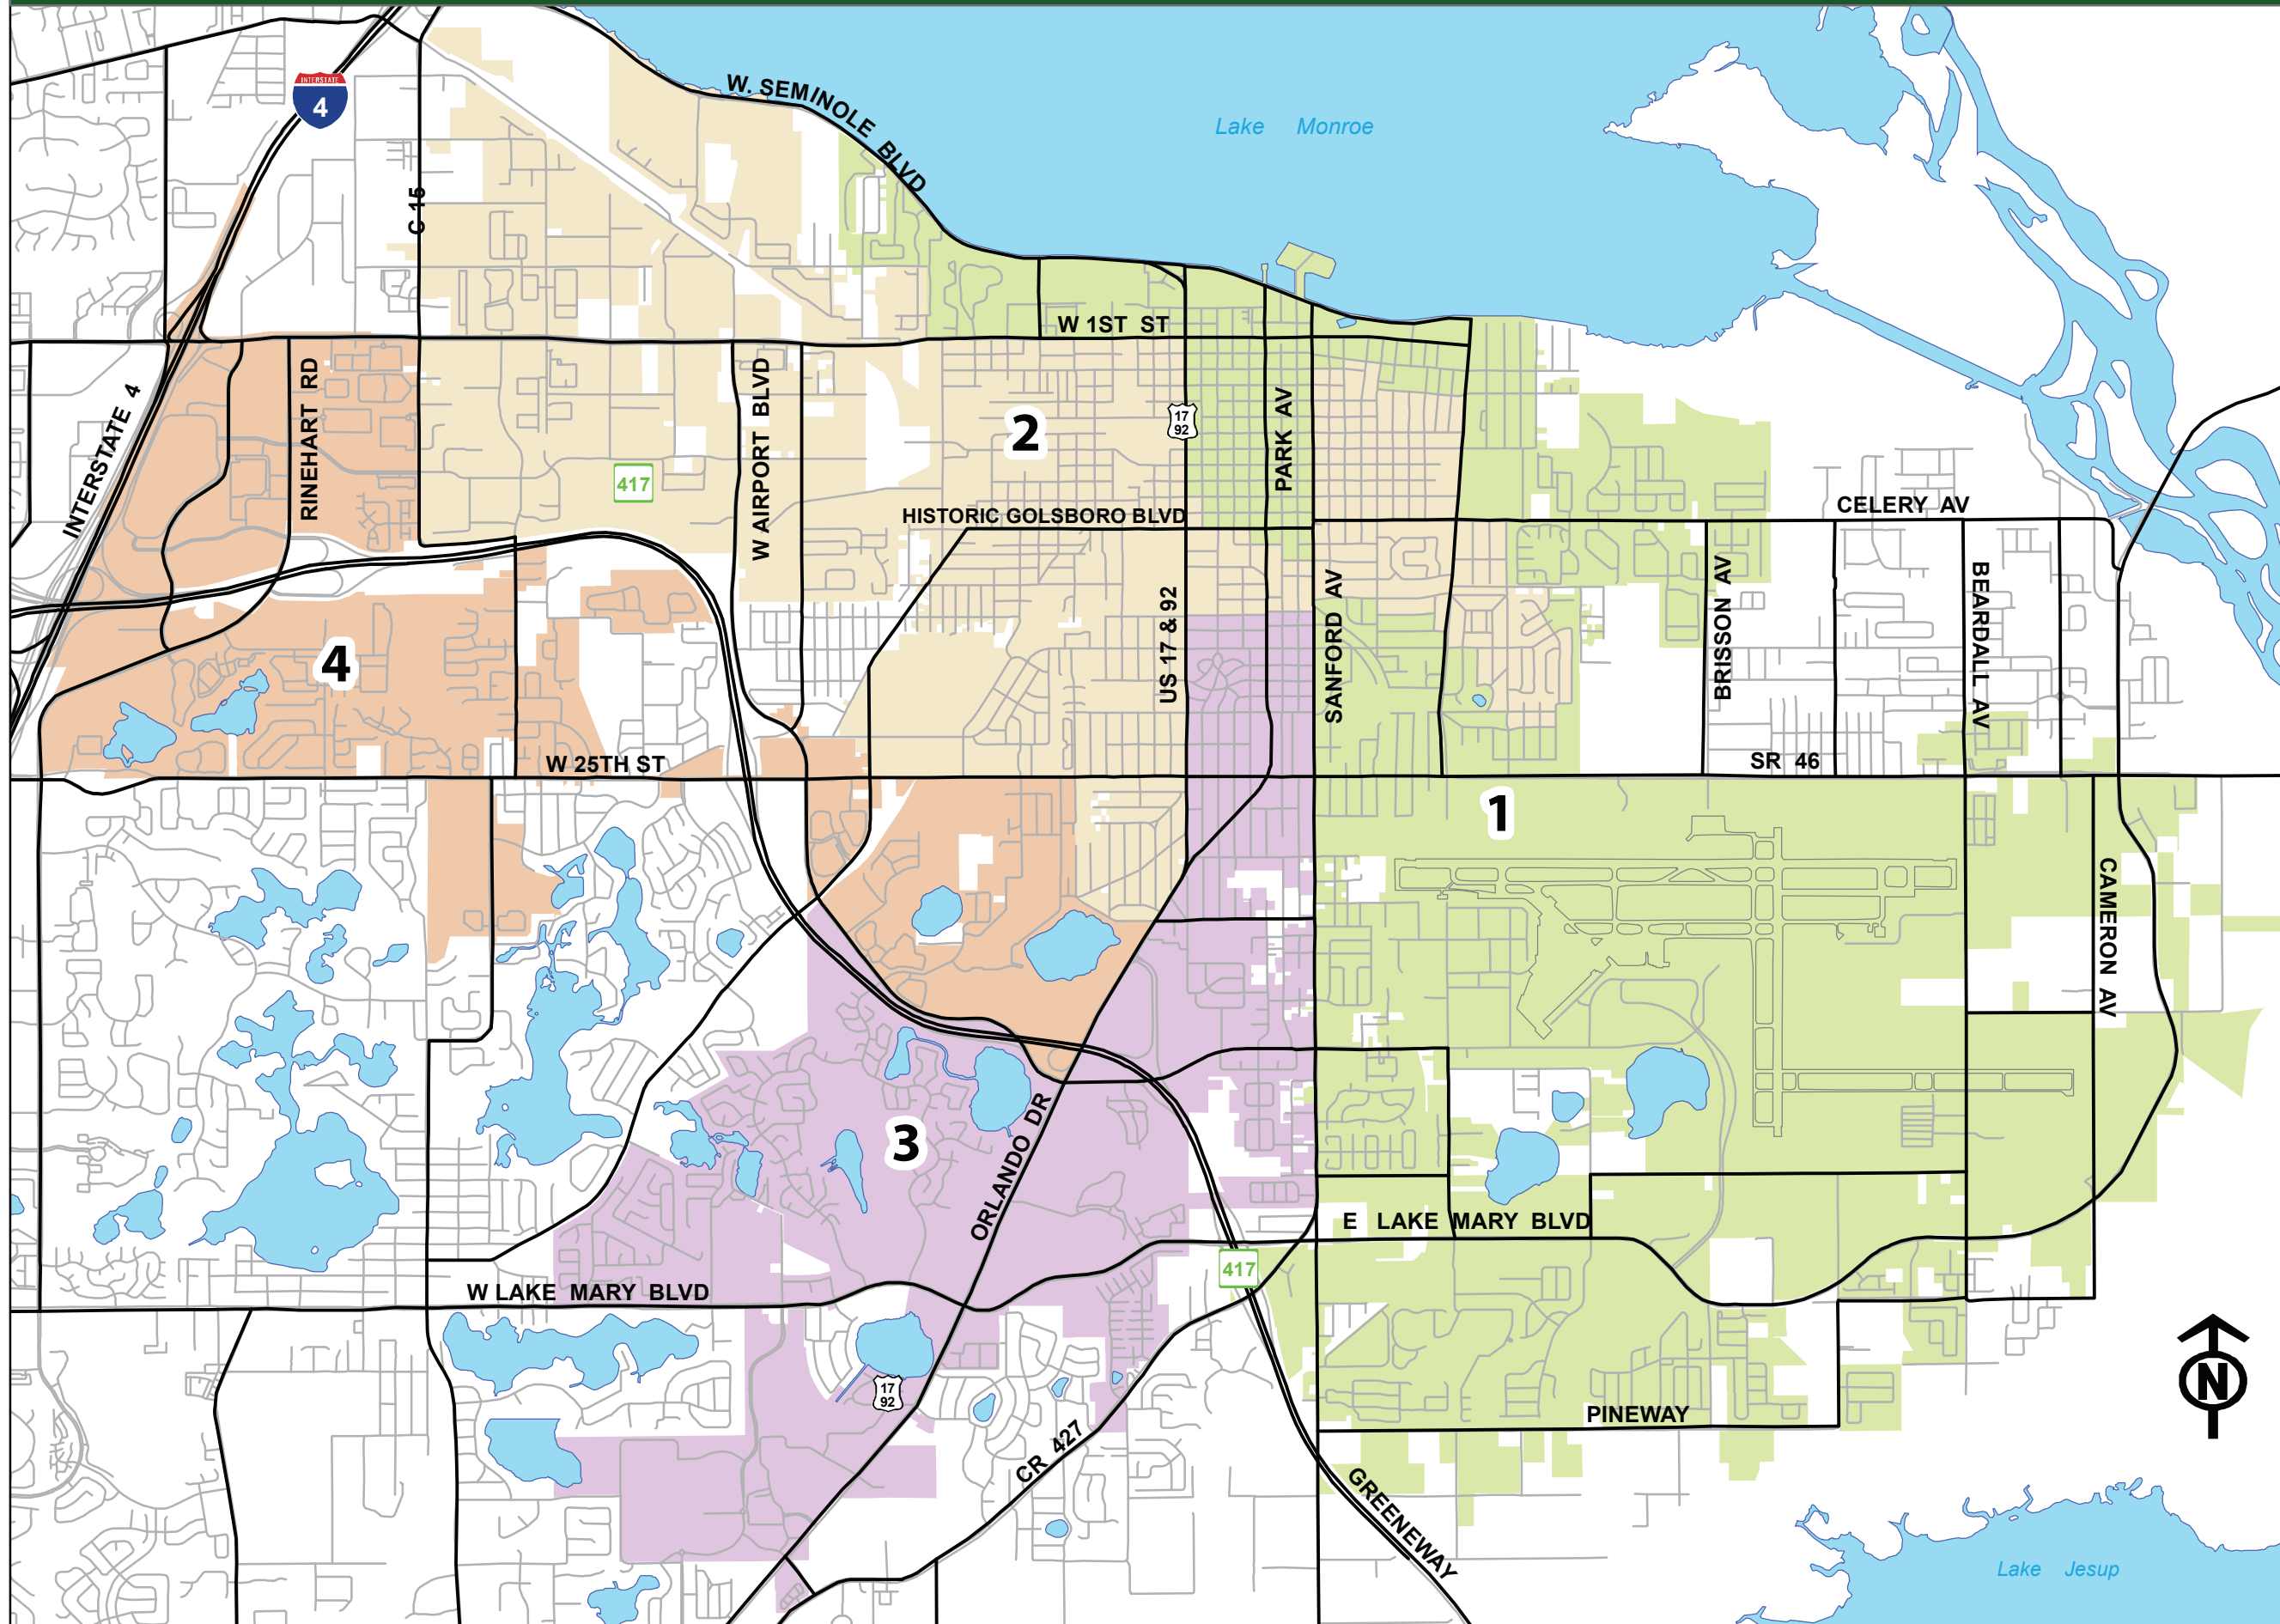 INTERSTATE
4
W. SEMINOLE BLVD
Lake Monroe
C 15
W 1ST ST
RINEHART RD
W AIRPORT BLVD
PARK AV
INTERSTATE 4
2
17
92
417
HISTORIC GOLSBORO BLVD
CELERY AV
US 17 & 92
SANFORD AV
BRISSON AV
BEARDALL AV
4
W 25TH ST
SR 46
1
CAMERON AV
3
ORLANDO DR
E LAKE MARY BLVD
417
W LAKE MARY BLVD
17
92
PINEWAY
N
CR 427
GREENEWAY
Lake Jesup